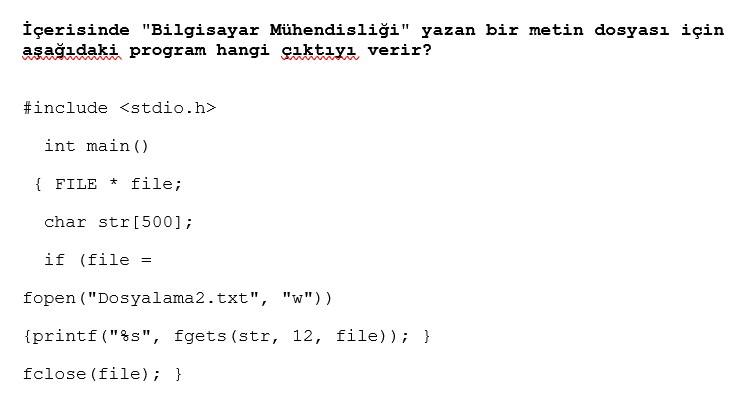 İçerisinde "Bilgisayar Mühendisliği" yazan bir metin dosyası için
aşağıdaki program hangi çıktıyı verir?
#include <stdio.h>
int main()
{ FILE * file;
char str[500];
if (file =
fopen("Dosyalama2.txt", "w"))
{printf("%s", fgets(str, 12, file)); }
fclose(file); }